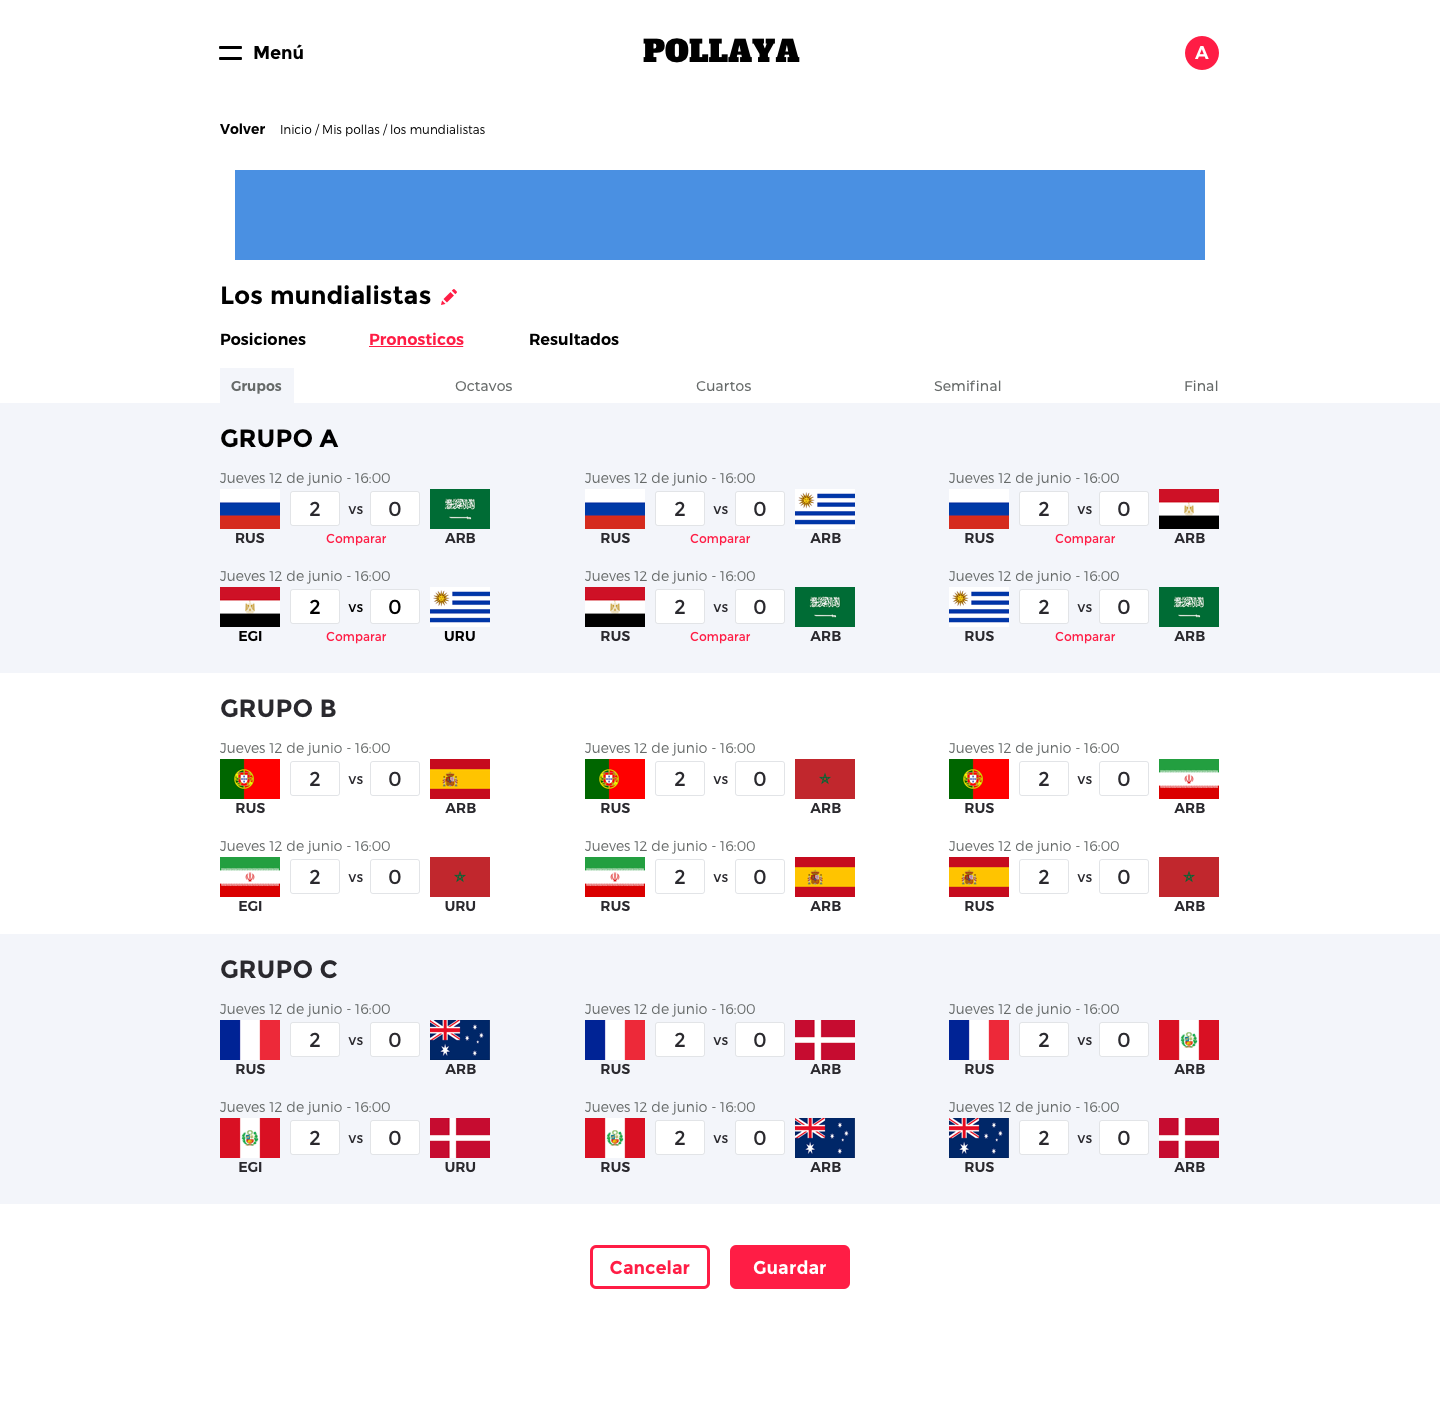 Menú
POLLAYA
A
Volver Inicio / Mis pollas / los mundialistas
Los mundialistas
Posiciones Pronosticos Resultados
Grupos Octavos Cuartos Semifinal Final
GRUPO A
Jueves 12 de junio - 16:00 Jueves 12 de junio - 16:00 Jueves 12 de junio - 16:00
2 vs 0 2 vs 0 2 vs 0
RUS Comparar ARB RUS Comparar ARB RUS Comparar ARB
Jueves 12 de junio - 16:00 Jueves 12 de junio - 16:00 Jueves 12 de junio - 16:00
2 vs 0 2 vs 0 2 vs 0
EGI Comparar URU RUS Comparar ARB RUS Comparar ARB
GRUPO B
Jueves 12 de junio - 16:00 Jueves 12 de junio - 16:00 Jueves 12 de junio - 16:00
2 vs 0 2 vs 0 2 vs 0
RUS ARB RUS ARB RUS ARB
Jueves 12 de junio - 16:00 Jueves 12 de junio - 16:00 Jueves 12 de junio - 16:00
2 vs 0 2 vs 0 2 vs 0
EGI URU RUS ARB RUS ARB
GRUPO C
Jueves 12 de junio - 16:00 Jueves 12 de junio - 16:00 Jueves 12 de junio - 16:00
2 vs 0 2 vs 0 2 vs 0
RUS ARB RUS ARB RUS ARB
Jueves 12 de junio - 16:00 Jueves 12 de junio - 16:00 Jueves 12 de junio - 16:00
2 vs 0 2 vs 0 2 vs 0
EGI URU RUS ARB RUS ARB
Cancelar Guardar